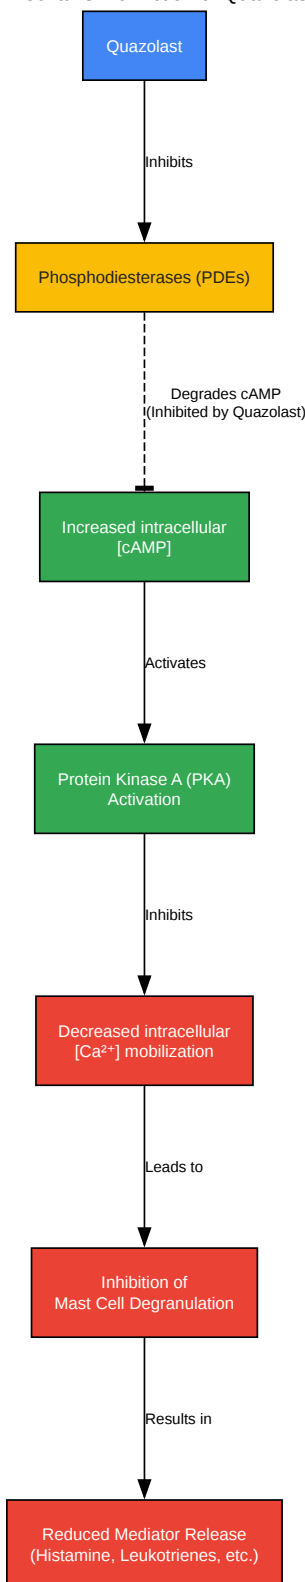 Quazolast
Inhibits
Phosphodiesterases (PDEs)
Degrades cAMP
(Inhibited by Quazolast)
Increased intracellular
[cAMP]
Activates
Protein Kinase A (PKA)
Activation
Inhibits
Decreased intracellular
[Ca²⁺] mobilization
Leads to
Inhibition of
Mast Cell Degranulation
Results in
Reduced Mediator Release
(Histamine, Leukotrienes, etc.)